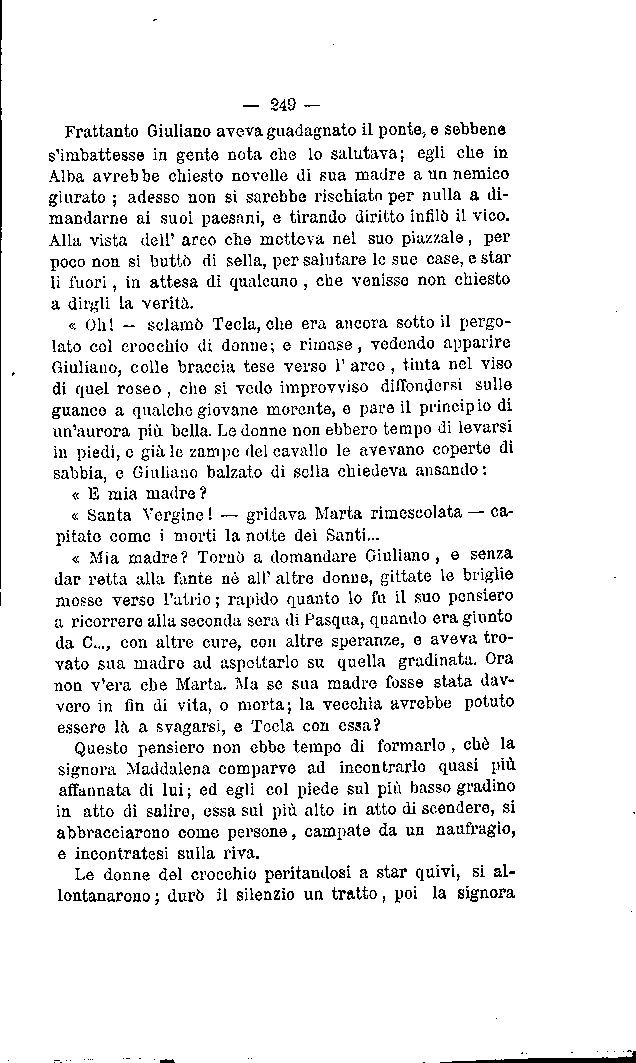 — 249 —
Frattanto Giuliano aveva guadagnato il ponte, e sebbene
s'imbattesse in gente nota che lo salutava; egli che in
Alba avrebbe chiesto novelle di sua madre a un nemico
giurato ; adesso non si sarebbe rischiato per nulla a di-
mandarne ai suoi paesani, e tirando diritto infilò il vico.
Alla vista dell' arco che metteva nel suo piazzale, per
poco non si buttò di sella, per salutare le sue case, e star
lì fuori, in attesa di qualcuno, che venisse non chiesto
a dirgli la verità.
« Oh! — sclamò Tecla, che era ancora sotto il pergo-
lato col crocchio di donne; e rimase, vedendo apparire
Giuliano, colle braccia tese verso l' arco, tinta nel viso
di quel roseo, che si vede improvviso diffondersi sulle
guance a qualche giovane morente, e pare il principio di
un'aurora più bella. Le donne non ebbero tempo di levarsi
in piedi, e già le zampe del cavallo le avevano coperte di
sabbia, e Giuliano balzato di sella chiedeva ansando:
« E mia madre?
« Santa Vergine! — gridava Marta rimescolata — ca-
pitato come i morti la notte dei Santi...
« Mia madre? Tornò a domandare Giuliano, e senza
dar retta alla fante nè all' altre donne, gittate le briglie
mosse verso l'atrio; rapido quanto lo fu il suo pensiero
a ricorrere alla seconda sera di Pasqua, quando era giunto
da C..., con altre cure, con altre speranze, e aveva tro-
vato sua madre ad aspettarlo su quella gradinata. Ora
non v'era che Marta. Ma se sua madre fosse stata dav-
vero in fin di vita, o morta; la vecchia avrebbe potuto
essere là a svagarsi, e Tecla con essa?
Questo pensiero non ebbe tempo di formarlo, chè la
signora Maddalena comparve ad incontrarlo quasi più
affannata di lui; ed egli col piede sul più basso gradino
in atto di salire, essa sul più alto in atto di scendere, si
abbracciarono come persone, campate da un naufragio,
e incontratesi sulla riva.
Le donne del crocchio peritandosi a star quivi, si al-
lontanarono; durò il silenzio un tratto, poi la signora